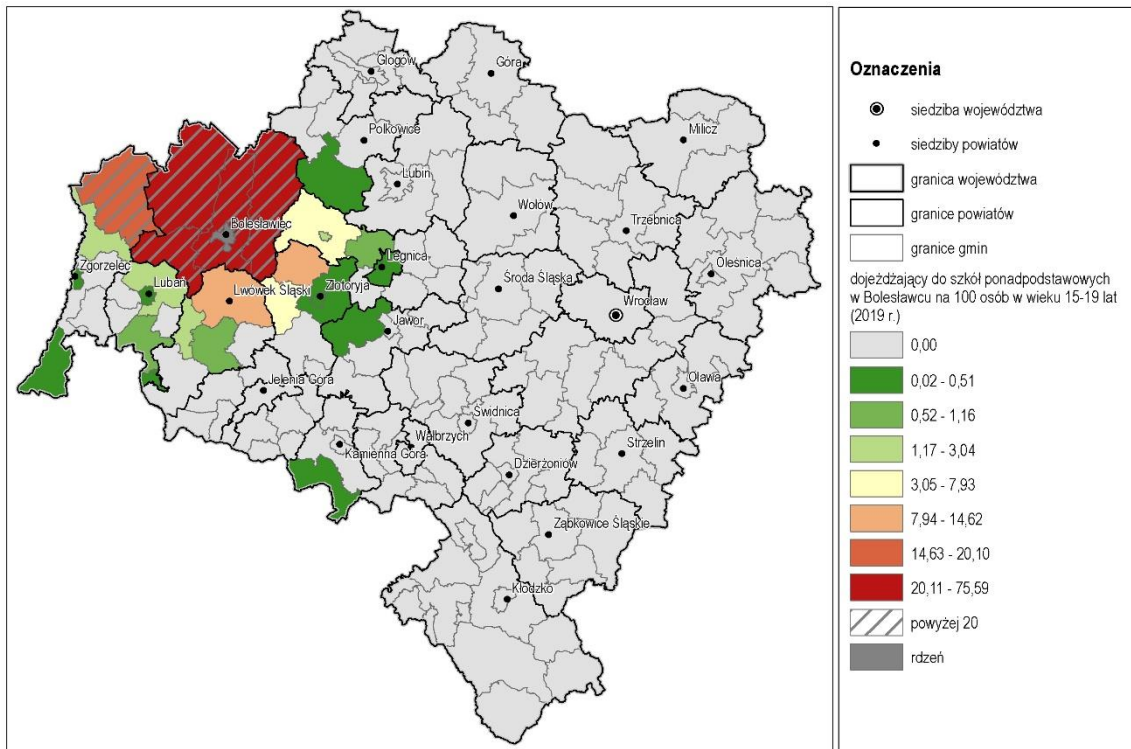 Głogów
Góra
Polkowice
Milicz
Lubin
Bolesławiec
Wołów
Trzebnica
Zgorzelec
Lubań
Legnica
Oleśnica
Lwówek Śląski
Złotoryja
Środa Śląska
Wrocław
Jawor
Jelenia Góra
Oława
Świdnica
Wałbrzych
Kamienna Góra
Strzelin
Dzierżoniów
Ząbkowice Śląskie
Kłodzko
Oznaczenia
siedziba województwa
siedziby powiatów
granica województwa
granice powiatów
granice gmin
dojeżdżający do szkół ponadpodstawowych
w Bolesławcu na 100 osób w wieku 15-19 lat
(2019 r.)
0,00
0,02 - 0,51
0,52 - 1,16
1,17 - 3,04
3,05 - 7,93
7,94 - 14,62
14,63 - 20,10
20,11 - 75,59
powyżej 20
rdzeń